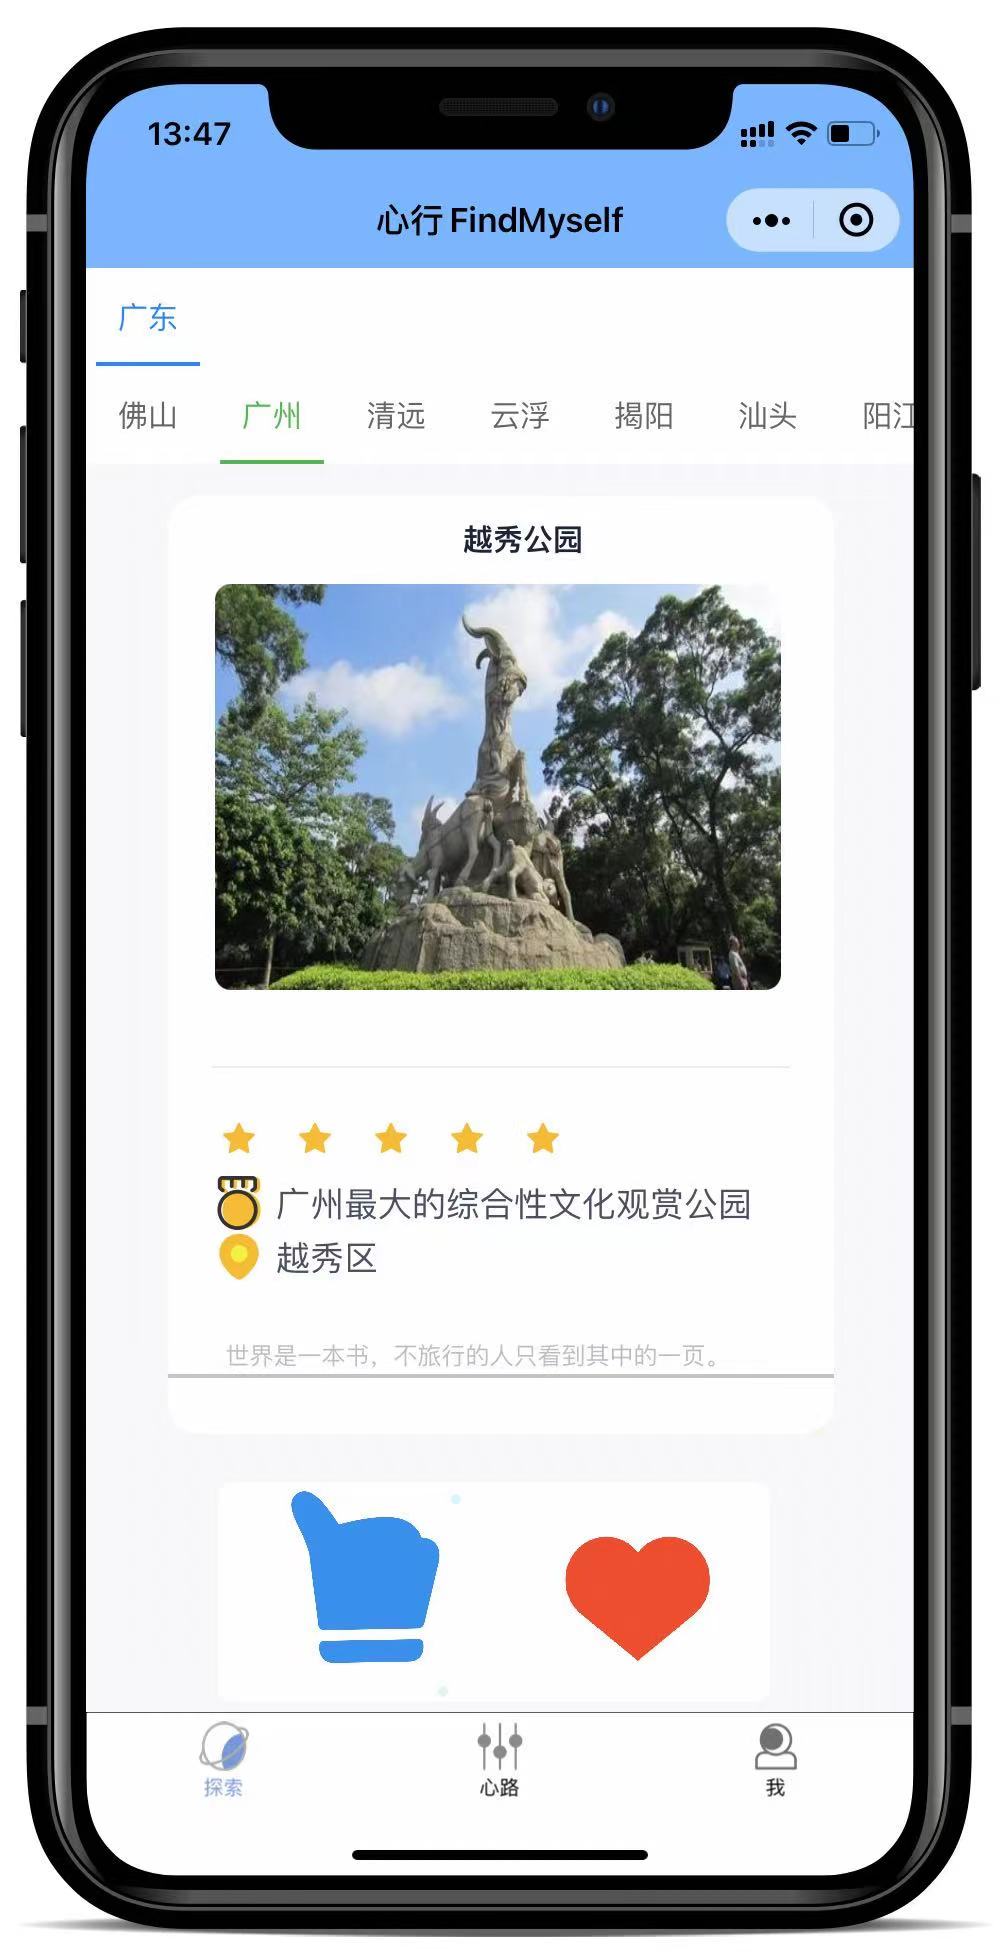 13:47
心行 FindMyself
广东
佛山 广州 清远 云浮 揭阳 汕头 阳江
越秀公园
广州最大的综合性文化观赏公园
越秀区
世界是一本书，不旅行的人只看到其中的一页。
探索 心路 我